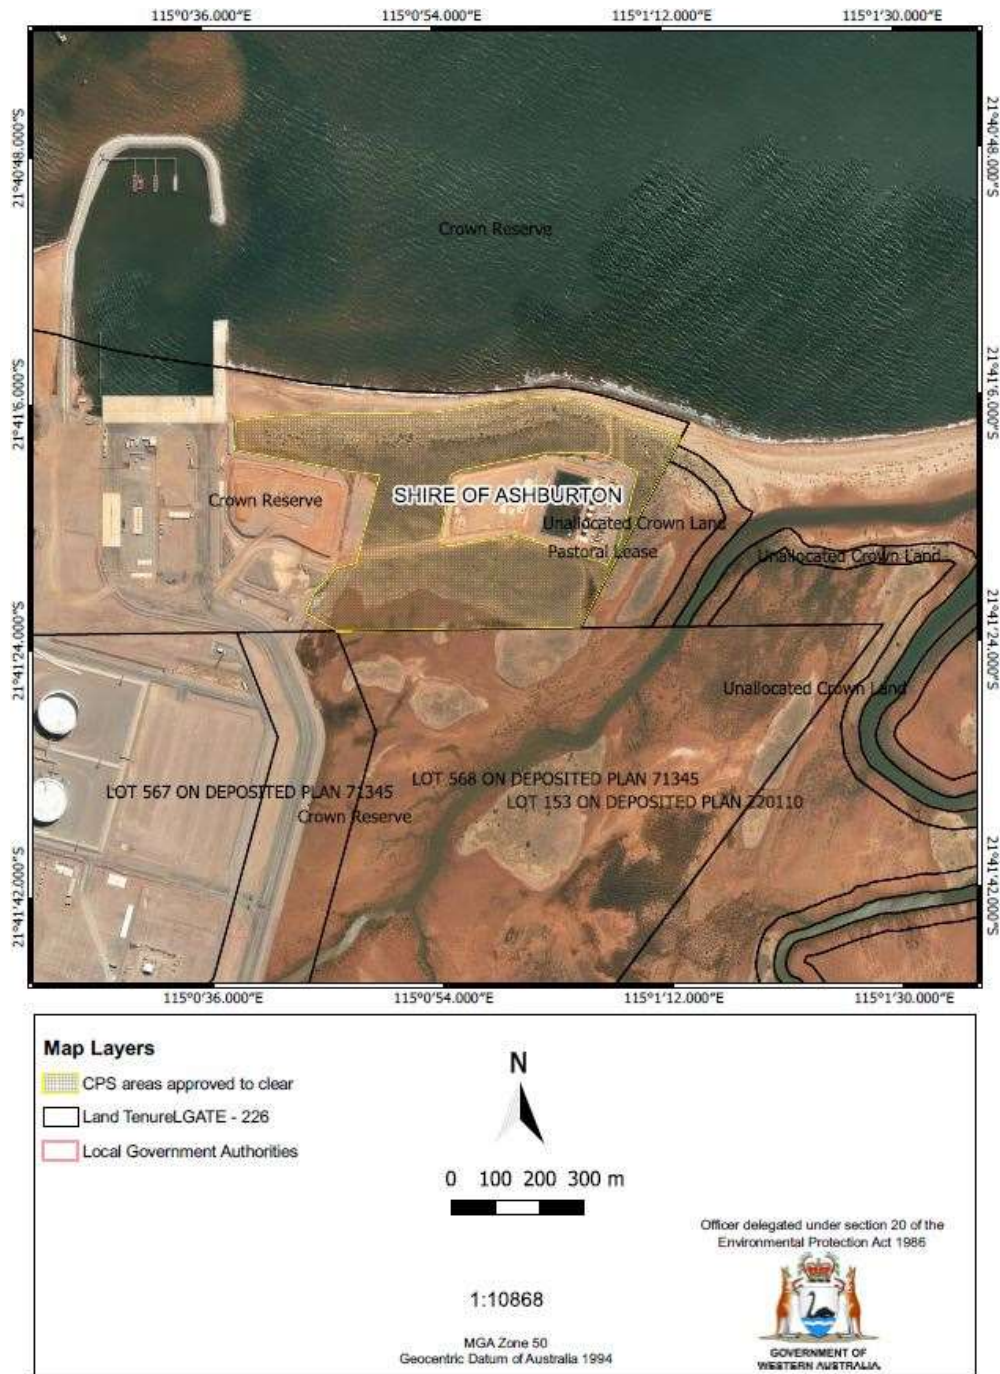 115°0'36.000"E 115°0'54.000"E 115°1'12.000"E 115°1'30.000"E
21°40'48.000"S
21°40'48.000"S
Crown Reserve
21°41'6.000"S
21°41'6.000"S
SHIRE OF ASHBURTON
Crown Reserve
Unallocated Crown Land
Pastoral Lease
Unallocated Crown Land
21°41'24.000"S
21°41'24.000"S
Unallocated Crown Land
LOT 568 ON DEPOSITED PLAN 71345
LOT 567 ON DEPOSITED PLAN 71345
LOT 153 ON DEPOSITED PLAN 220110
Crown Reserve
21°41'42.000"S
21°41'42.000"S
115°0'36.000"E 115°0'54.000"E 115°1'12.000"E 115°1'30.000"E
Map Layers
CPS areas approved to clear
Land TenureLGATE - 226
Local Government Authorities
N
0 100 200 300 m
1:10868
MGA Zone 50
Geocentric Datum of Australia 1994
Officer delegated under section 20 of the
Environmental Protection Act 1986
GOVERNMENT OF
WESTERN AUSTRALIA